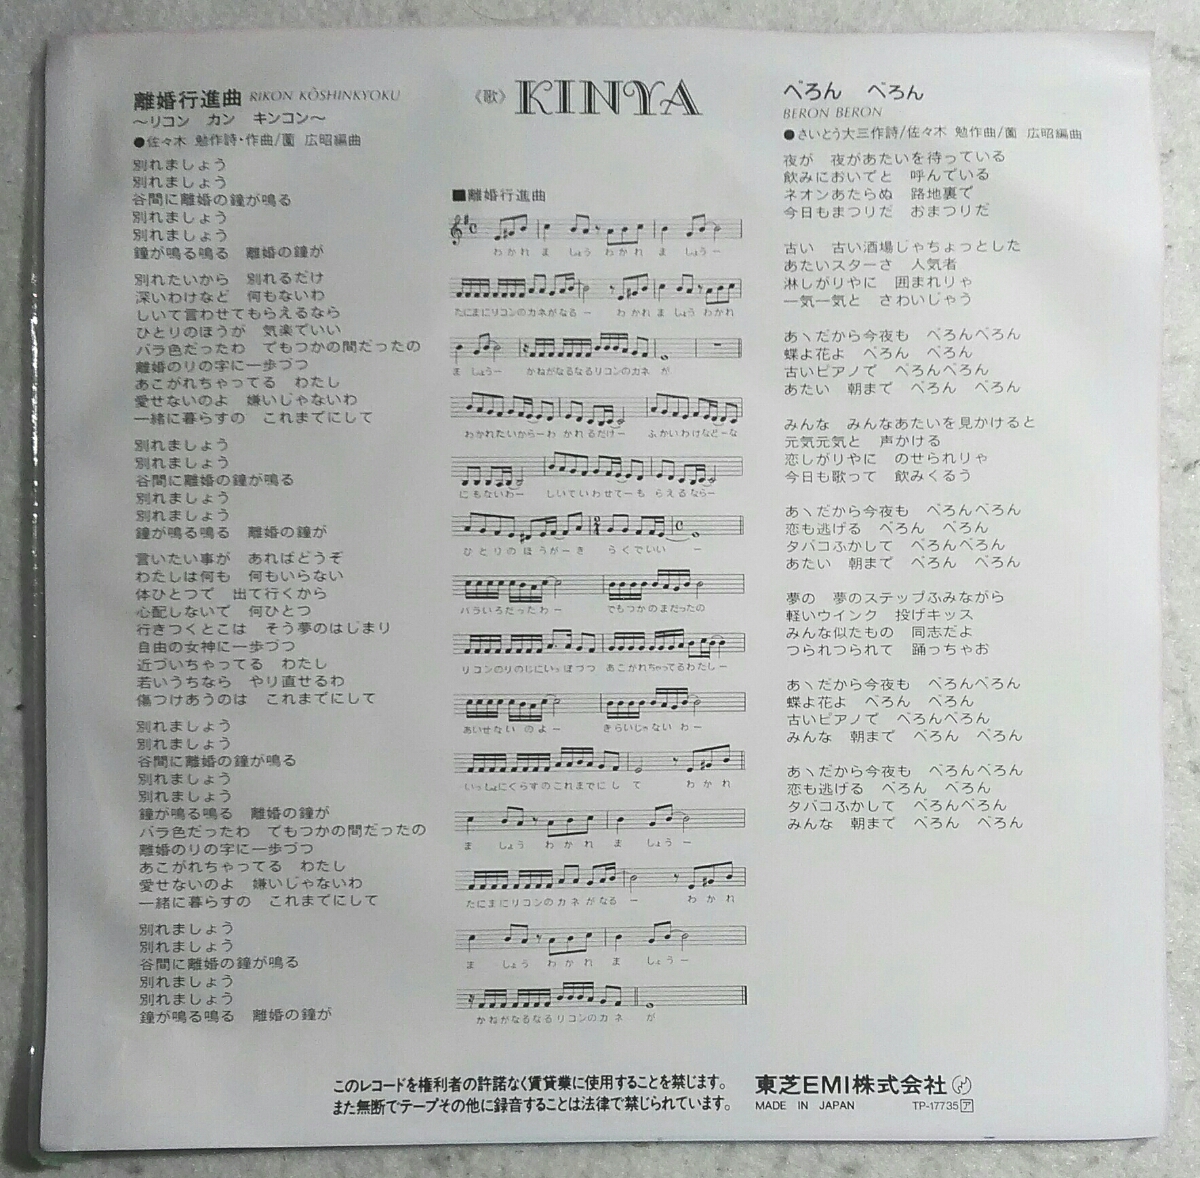 離婚行進曲 RIKON KÔSHINKYOKU
～リコン カン キンコン～
●佐々木 勉作詩・作曲/薗 広昭編曲
別れましょう
別れましょう
谷間に離婚の鐘が鳴る
別れましょう
別れましょう
鐘が鳴る鳴る 離婚の鐘が
別れたいから 別れるだけ
深いわけなど 何もないわ
しいて言わせてもらえるなら
ひとりのほうが 気楽でいい
バラ色だったわ でもつかの間だったの
離婚のリの字に一歩づつ
あこがれちゃってる わたし
愛せないのよ 嫌いじゃないわ
一緒に暮らすの これまでにして
別れましょう
別れましょう
谷間に離婚の鐘が鳴る
別れましょう
別れましょう
鐘が鳴る鳴る 離婚の鐘が
言いたい事が あればどうぞ
わたしは何も 何もいらない
体ひとつで 出て行くから
心配しないで 何ひとつ
行きつくとこは そう夢のはじまり
自由の女神に一歩づつ
近づいちゃってる わたし
若いうちなら やり直せるわ
傷つけあうのは これまでにして
別れましょう
別れましょう
谷間に離婚の鐘が鳴る
別れましょう
別れましょう
鐘が鳴る鳴る 離婚の鐘が
バラ色だったわ でもつかの間だったの
離婚のリの字に一歩づつ
あこがれちゃってる わたし
愛せないのよ 嫌いじゃないわ
一緒に暮らすの これまでにして
別れましょう
別れましょう
谷間に離婚の鐘が鳴る
別れましょう
別れましょう
鐘が鳴る鳴る 離婚の鐘が
《歌》KINYA
■離婚行進曲
わかれ ま しょう わかれ ま しょうー
たにまにリコンのカネがなる ー わかれ ま しょう わかれ
ま しょうー かねがなるなるリコンのカネ が
わかれたいからーわ かれるだけー ふかいわけなどーな
にもないわー しいていわせてーも らえるならー
ひとりの ほうがーき らくでいい ー
バラいろだったわー でもつかのまだったの
リコンのリのじにいっぽづつ あこがれちゃってるわたしー
あいせない のよー きらいじゃない わー
いっしょにくらすのこれまでにし て わかれ
ま しょう わかれ ま しょうー
たにまにリコンのカネがなる ー わかれ
ま しょう わかれ ま しょうー
かねがなるなるリコンのカネ が
べろん べろん
BERON BERON
●さいとう大三作詩/佐々木 勉作曲/薗 広昭編曲
夜が 夜があたいを待っている
飲みにおいでと 呼んでいる
ネオンあたらぬ 路地裏で
今日もまつりだ おまつりだ
古い 古い酒場じゃちょっとした
あたいスターさ 人気者
淋しがりやに 囲まれりゃ
一気一気と さわいじゃう
あゝだから今夜も べろんべろん
蝶よ花よ べろん べろん
古いピアノで べろんべろん
あたい 朝まで べろん べろん
みんな みんなあたいを見かけると
元気元気と 声かける
恋しがりやに のせられりゃ
今日も歌って 飲みくるう
あゝだから今夜も べろんべろん
恋も逃げる べろん べろん
タバコふかして べろんべろん
あたい 朝まで べろん べろん
夢の 夢のステップふみながら
軽いウインク 投げキッス
みんな似たもの 同志だよ
つられつられて 踊っちゃお
あゝだから今夜も べろんべろん
蝶よ花よ べろん べろん
古いピアノで べろんべろん
みんな 朝まで べろん べろん
あゝだから今夜も べろんべろん
恋も逃げる べろん べろん
タバコふかして べろんべろん
みんな 朝まで べろん べろん
このレコードを権利者の許諾なく賃貸業に使用することを禁じます。
また無断でテープその他に録音することは法律で禁じられています。
東芝EMI株式会社
MADE IN JAPAN TP-17735 ア